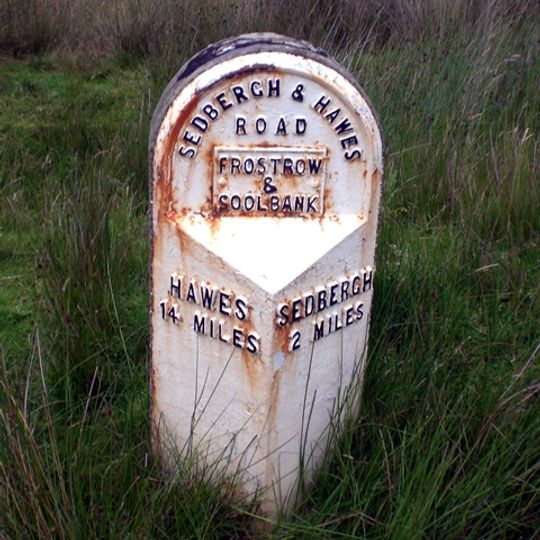 SEDBERGH & HAWES
ROAD
FROSTROW
&
SOOLBANK
HAWES
14 MILES
SEDBERGH
2 MILES